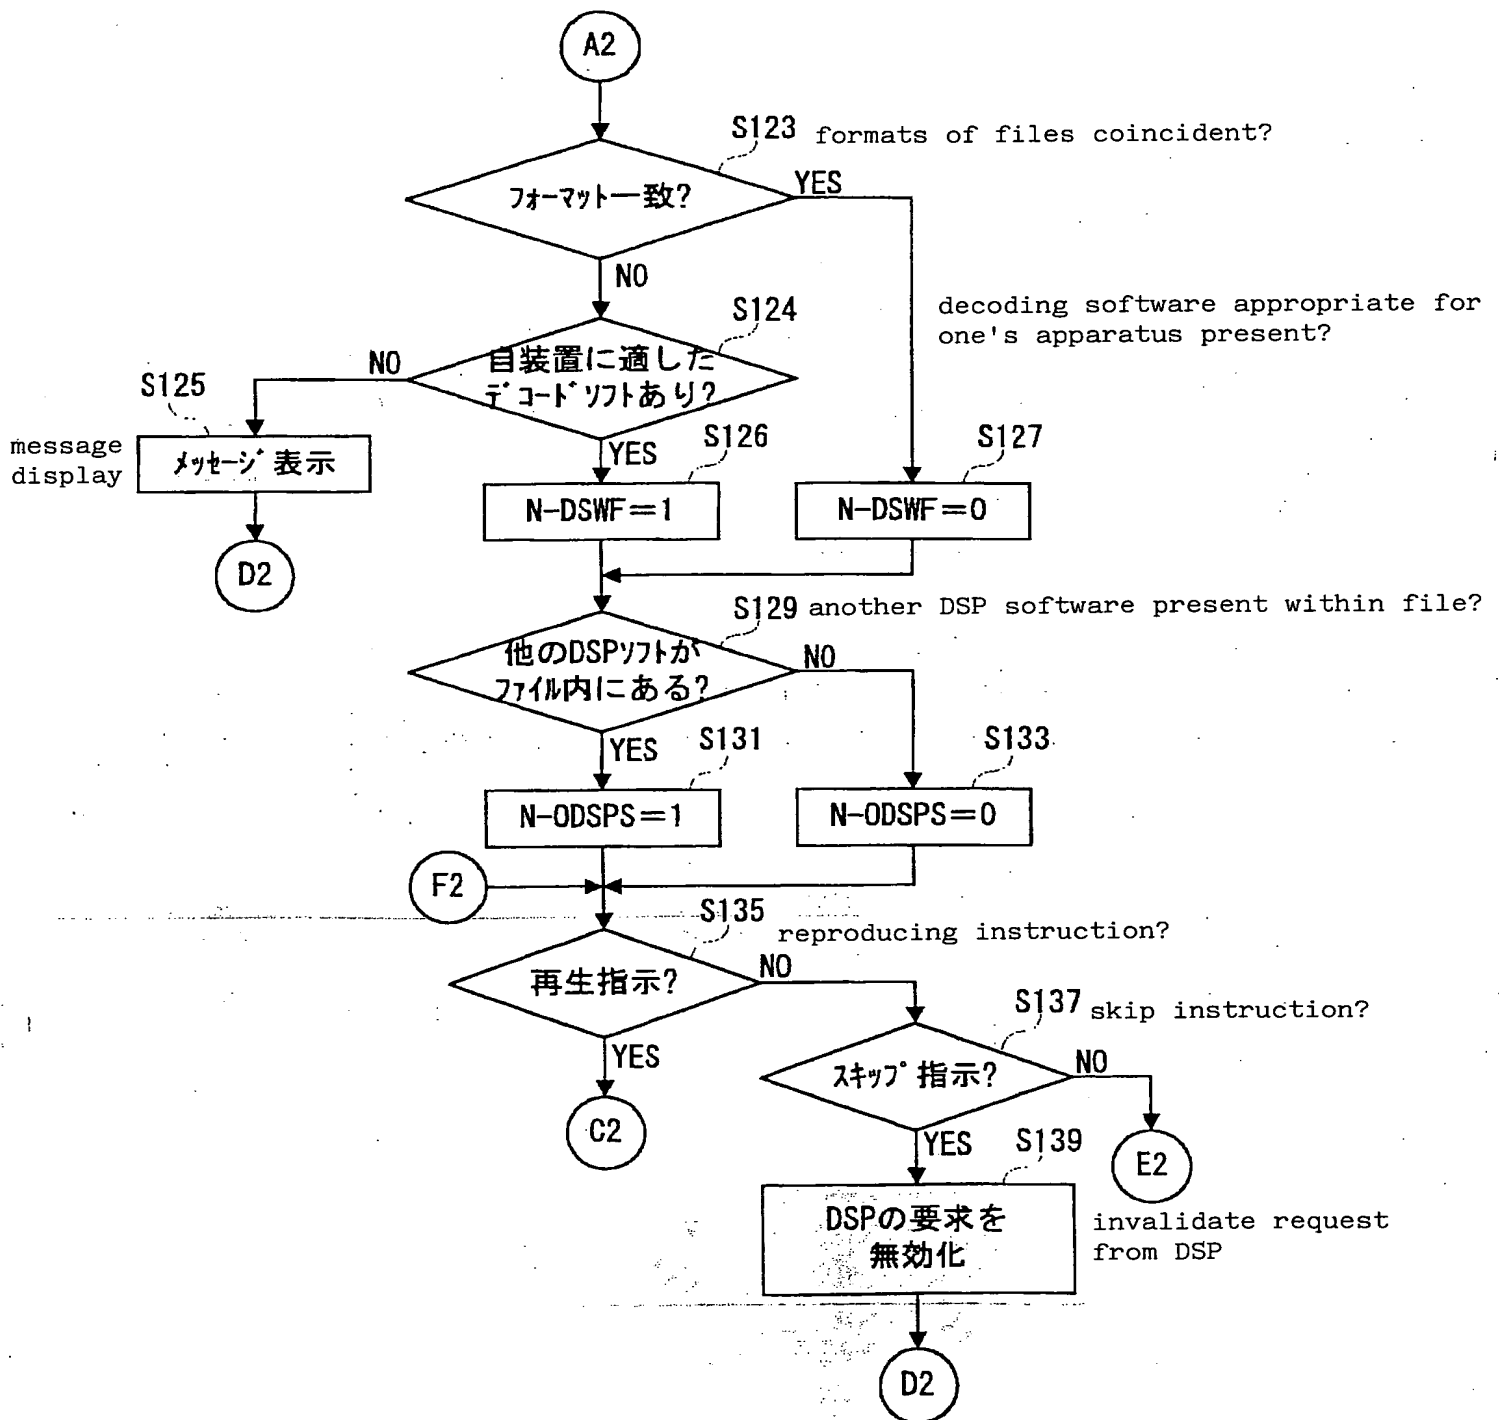 A2
S123 formats of files coincident?
フォーマット一致?
YES
NO
decoding software appropriate for
one's apparatus present?
S124
自装置に適した
デコードソフトあり?
NO
S125
message
display
メッセージ表示
YES
S126
S127
N-DSWF=1
N-DSWF=0
D2
S129 another DSP software present within file?
他のDSPソフトが
ファイル内にある?
NO
YES
S131
S133
N-ODSPS=1
N-ODSPS=0
F2
S135 reproducing instruction?
再生指示?
NO
S137 skip instruction?
YES
スキップ指示?
NO
C2
YES
S139
E2
DSPの要求を
無効化
invalidate request
from DSP
D2